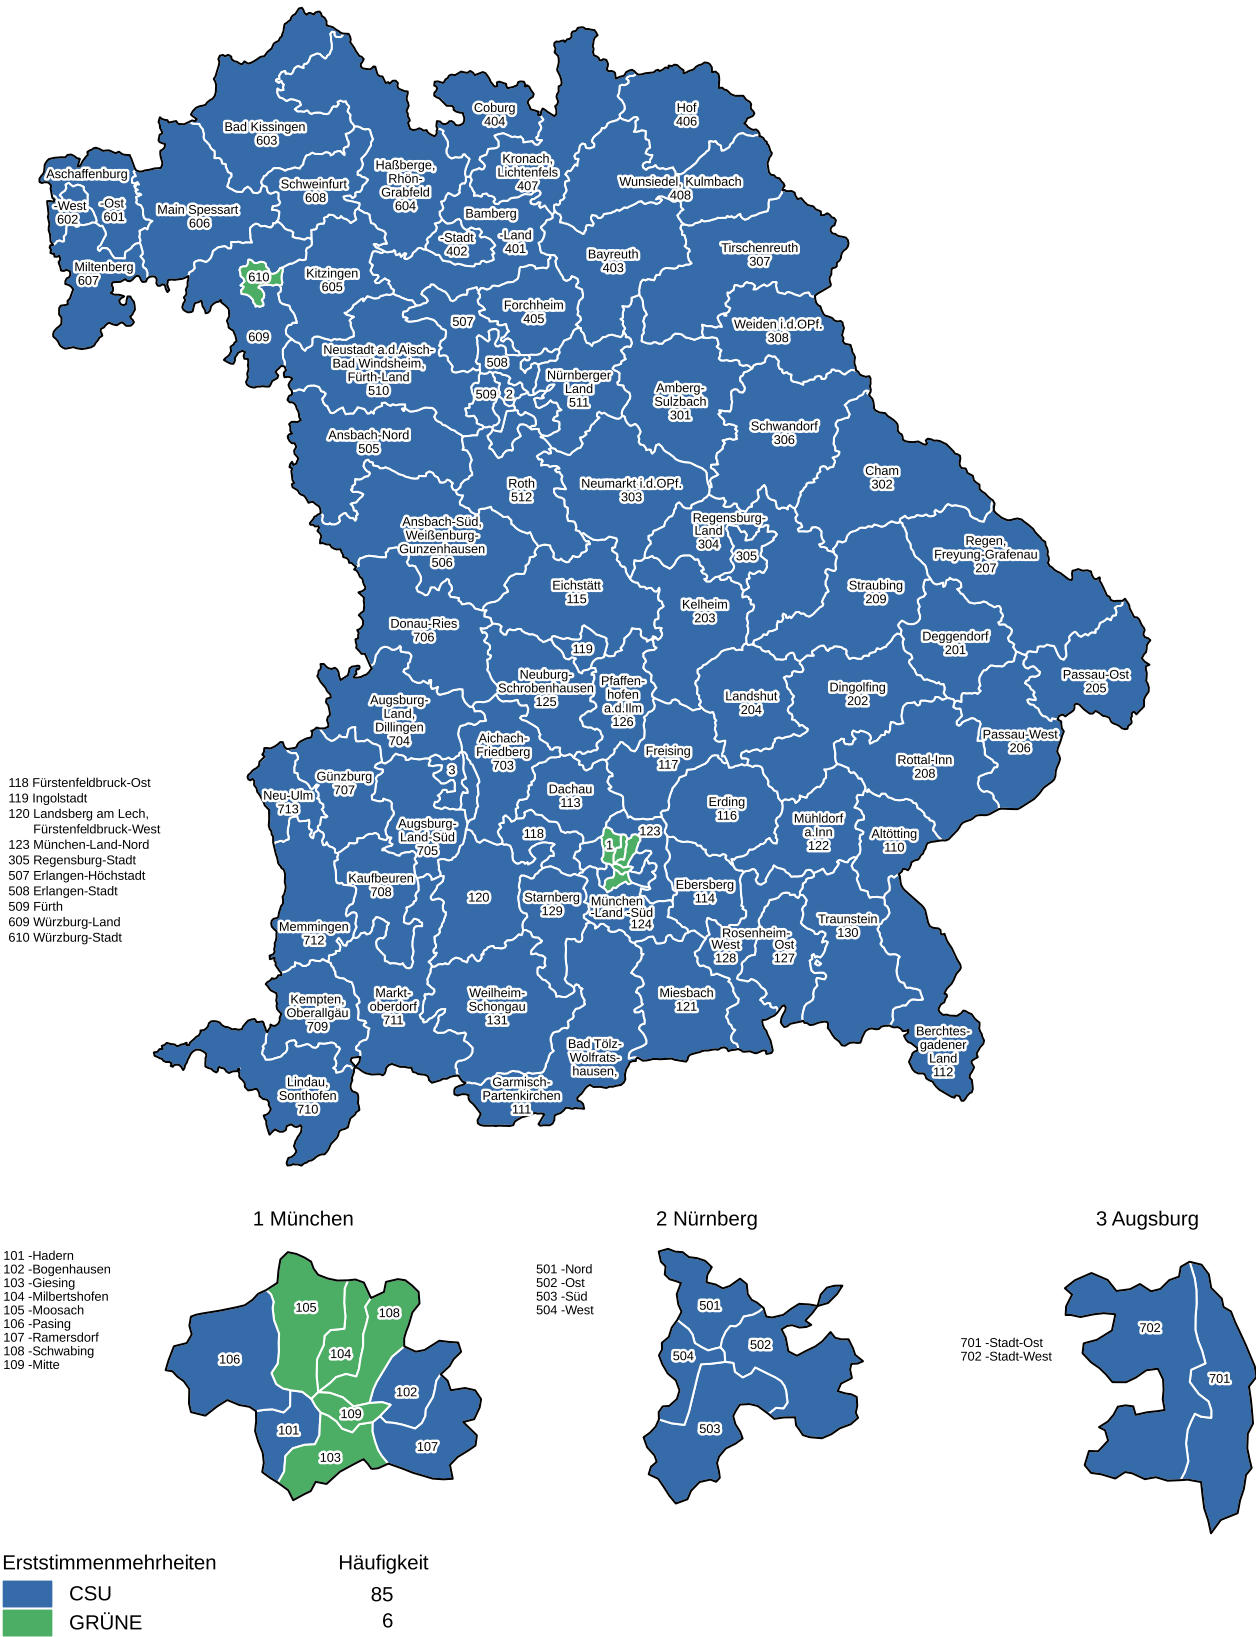 Coburg
404
Hof
406
Bad Kissingen
603
Kronach,
Lichtenfels
407
Haßberge,
Rhön-
Grabfeld
604
Aschaffenburg
Schweinfurt
608
Wunsiedel, Kulmbach
408
-West
602
-Ost
601
Main Spessart
606
Bamberg
-Stadt
402
-Land
401
Bayreuth
403
Tirschenreuth
307
Miltenberg
607
610
Kitzingen
605
Forchheim
405
507
Weiden i.d.OPf.
308
609
Neustadt a.d.Aisch-
Bad Windsheim,
Fürth-Land
510
508
509
2
Nürnberger
Land
511
Amberg-
Sulzbach
301
Schwandorf
306
Ansbach-Nord
505
Cham
302
Roth
512
Neumarkt i.d.OPf.
303
Regensburg-
Land
304
305
Ansbach-Süd,
Weißenburg-
Gunzenhausen
506
Regen,
Freyung-Grafenau
207
Eichstätt
115
Straubing
209
Kelheim
203
Donau-Ries
706
Deggendorf
201
119
Neuburg-
Schrobenhausen
125
Pfaffen-
hofen
a.d.Ilm
126
Passau-Ost
205
Landshut
204
Dingolfing
202
Augsburg-
Land,
Dillingen
704
Aichach-
Friedberg
703
Passau-West
206
Freising
117
Rottal-Inn
208
3
Günzburg
707
Neu-Ulm
713
Dachau
113
Erding
116
Mühldorf
a.Inn
122
Altötting
110
Augsburg-
Land-Süd
705
118
1
123
118 Fürstenfeldbruck-Ost
119 Ingolstadt
120 Landsberg am Lech,
Fürstenfeldbruck-West
123 München-Land-Nord
305 Regensburg-Stadt
507 Erlangen-Höchstadt
508 Erlangen-Stadt
509 Fürth
609 Würzburg-Land
610 Würzburg-Stadt
Kaufbeuren
708
120
Starnberg
129
München
-Land -Süd
124
Ebersberg
114
Memmingen
712
Rosenheim-
West
128
Ost
127
Traunstein
130
Kempten,
Oberallgäu
709
Markt-
oberdorf
711
Weilheim-
Schongau
131
Miesbach
121
Bad Tölz-
Wolfrats-
hausen,
Garmisch-
Partenkirchen
111
Berchtes-
gadener
Land
112
Lindau,
Sonthofen
710
1 München
101 -Hadern
102 -Bogenhausen
103 -Giesing
104 -Milbertshofen
105 -Moosach
106 -Pasing
107 -Ramersdorf
108 -Schwabing
109 -Mitte
105
108
106
104
102
109
101
107
103
2 Nürnberg
501 -Nord
502 -Ost
503 -Süd
504 -West
501
502
504
503
3 Augsburg
701 -Stadt-Ost
702 -Stadt-West
702
701
Erststimmenmehrheiten Häufigkeit
CSU 85
GRÜNE 6